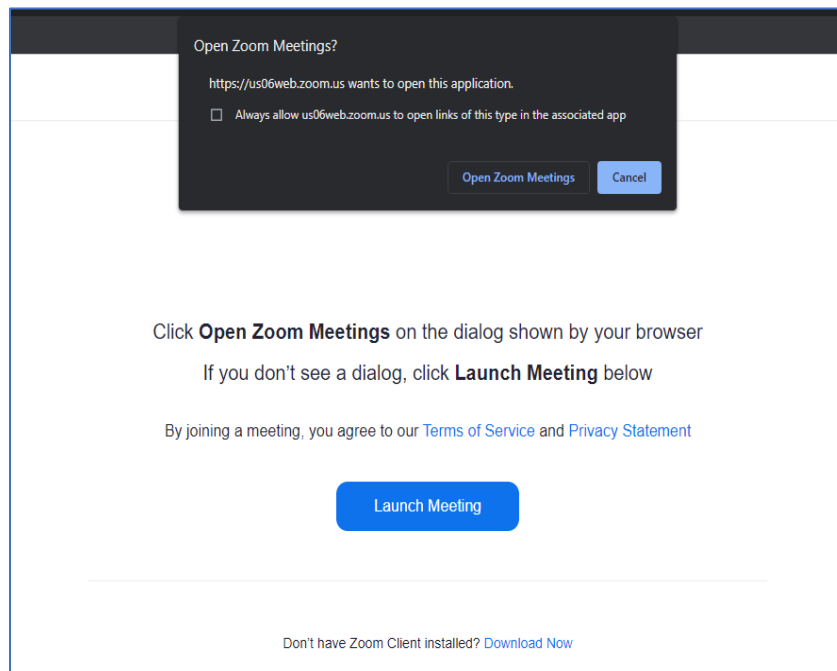 Open Zoom Meetings?
https://us06web.zoom.us wants to open this application.
Always allow us06web.zoom.us to open links of this type in the associated app
Open Zoom Meetings Cancel
Click Open Zoom Meetings on the dialog shown by your browser
If you don’t see a dialog, click Launch Meeting below
By joining a meeting, you agree to our Terms of Service and Privacy Statement
Launch Meeting
Don’t have Zoom Client installed? Download Now